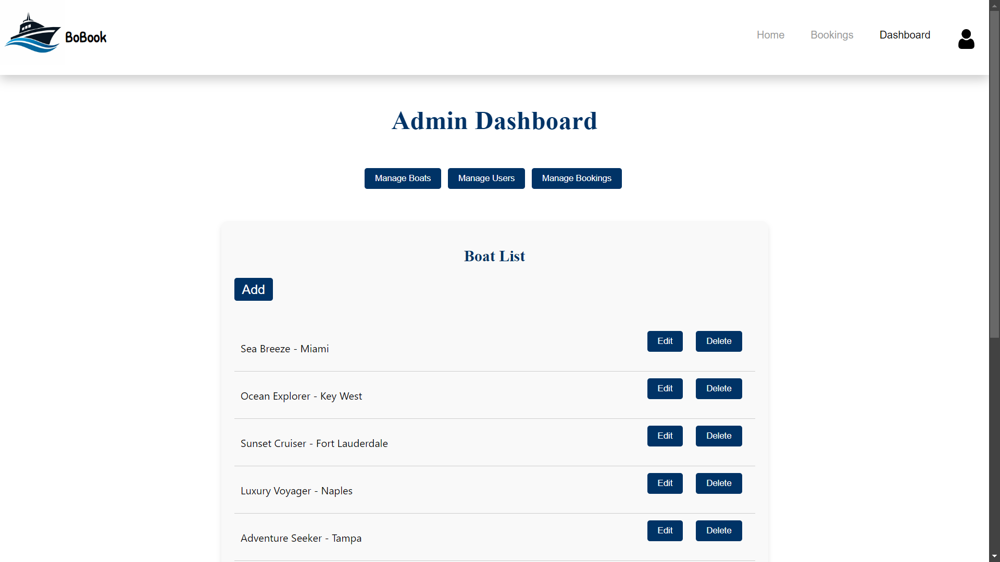 BoBook
Home Bookings Dashboard
Admin Dashboard
Manage Boats Manage Users Manage Bookings
Boat List
Add
Sea Breeze - Miami Edit Delete
Ocean Explorer - Key West Edit Delete
Sunset Cruiser - Fort Lauderdale Edit Delete
Luxury Voyager - Naples Edit Delete
Adventure Seeker - Tampa Edit Delete